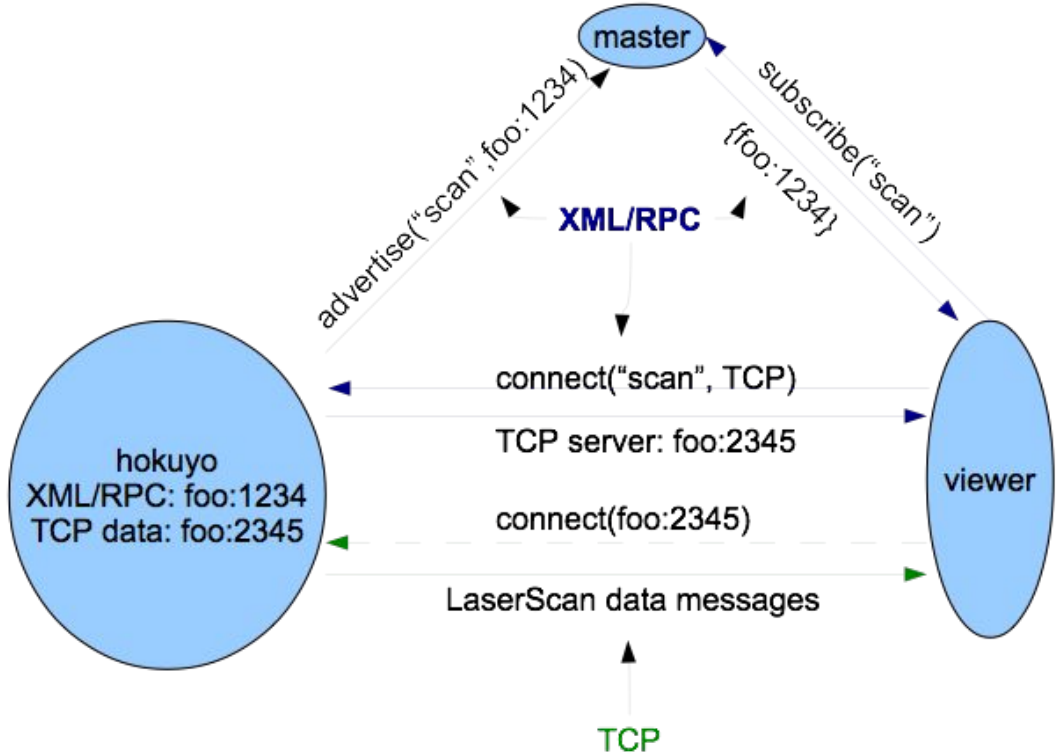 master
advertise(“scan”,foo:1234)
subscribe(“scan”)
{foo:1234}
XML/RPC
connect(“scan”, TCP)
TCP server: foo:2345
hokuyo
XML/RPC: foo:1234
TCP data: foo:2345
viewer
connect(foo:2345)
LaserScan data messages
TCP